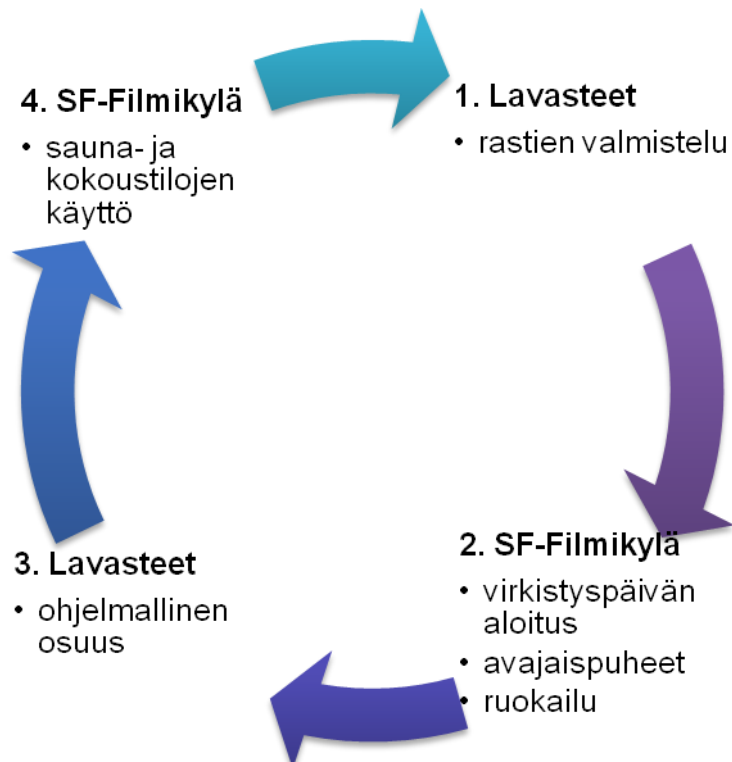 1. Lavasteet
• rastien valmistelu
2. SF-Filmikylä
• virkistyspäivän
aloitus
• avajaispuheet
• ruokailu
3. Lavasteet
• ohjelmallinen
osuus
4. SF-Filmikylä
• sauna- ja
kokoustilojen
käyttö